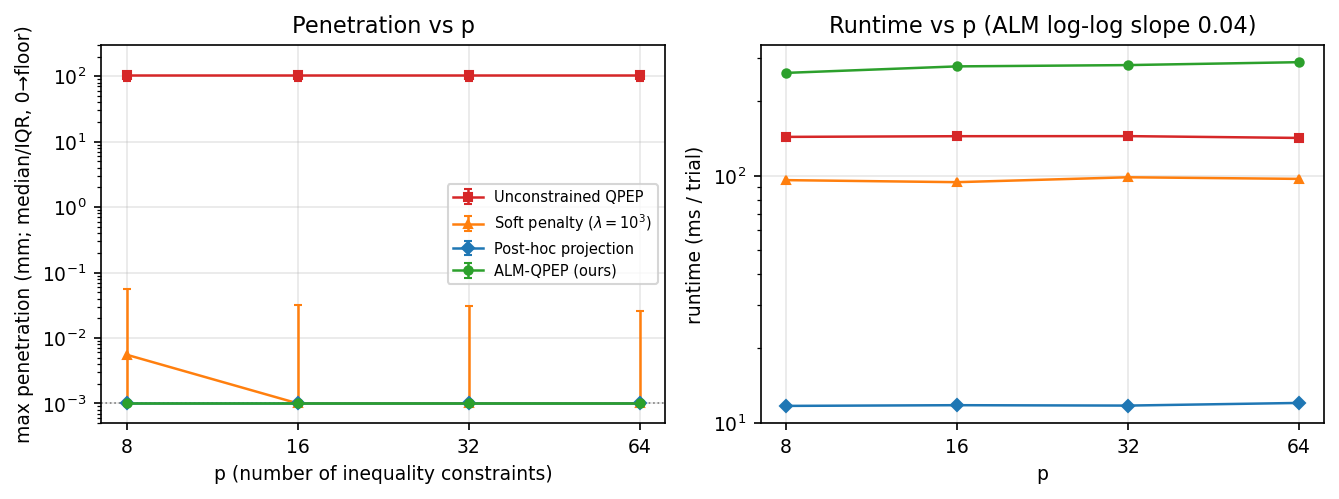 Penetration vs p
max penetration (mm; median/IQR, 0→floor)
10²
10¹
10⁰
10⁻¹
10⁻²
10⁻³
8
16
32
64
p (number of inequality constraints)
Unconstrained QPEP
Soft penalty (λ = 10³)
Post-hoc projection
ALM-QPEP (ours)
Runtime vs p (ALM log-log slope 0.04)
runtime (ms / trial)
10²
10¹
8
16
32
64
p